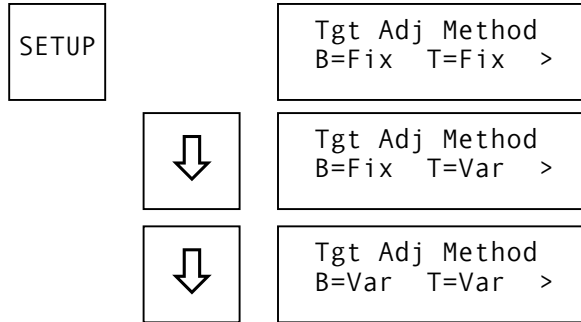 SETUP
Tgt Adj Method
B=Fix T=Fix >
Tgt Adj Method
B=Fix T=Var >
Tgt Adj Method
B=Var T=Var >